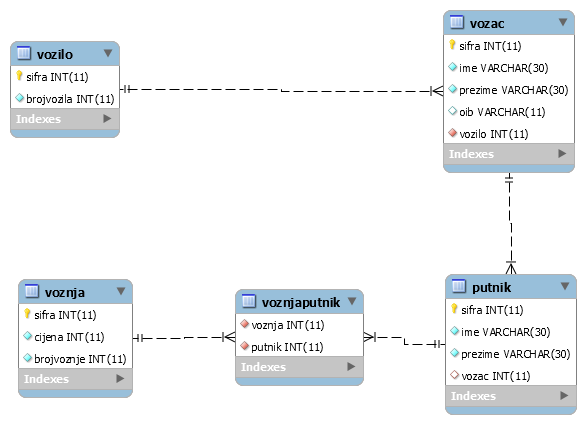 vozilo
sifra INT(11)
brojvozila INT(11)
Indexes
vozac
sifra INT(11)
ime VARCHAR(30)
prezime VARCHAR(30)
oib VARCHAR(11)
vozilo INT(11)
Indexes
voznja
sifra INT(11)
cijena INT(11)
brojvoznje INT(11)
Indexes
voznjaputnik
voznja INT(11)
putnik INT(11)
Indexes
putnik
sifra INT(11)
ime VARCHAR(30)
prezime VARCHAR(30)
vozac INT(11)
Indexes